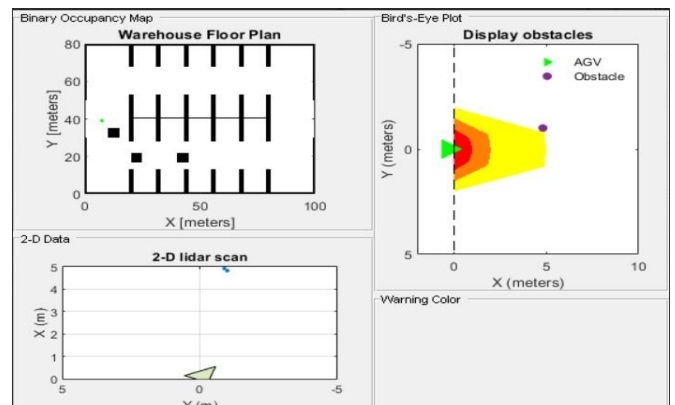 Binary Occupancy Map
Warehouse Floor Plan
80
60
40
20
0
Y [meters]
0
50
100
X [meters]
2-D Data
2-D lidar scan
5
4
3
2
1
0
X (m)
5
0
-5
Y (m)
Bird's-Eye Plot
Display obstacles
AGV
Obstacle
-5
0
5
Y (meters)
0
5
10
X (meters)
Warning Color